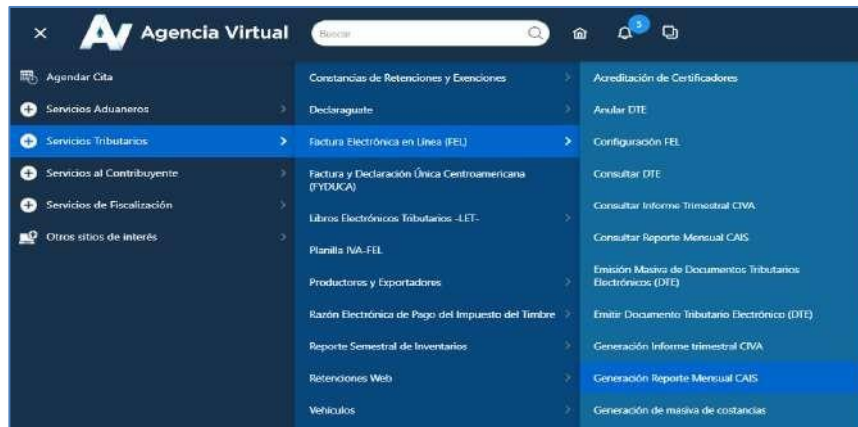 Agencia Virtual
Buscar
5
Agendar Cita
Servicios Aduaneros
Servicios Tributarios
Servicios al Contribuyente
Servicios de Fiscalización
Otros sitios de interés
Constancias de Retenciones y Exenciones
Declaraguate
Factura Electrónica en Línea (FEL)
Factura y Declaración Única Centroamericana
(FYDUCA)
Libros Electrónicos Tributarios -LET-
Planilla IVA-FEL
Productores y Exportadores
Razón Electrónica de Pago del Impuesto del Timbre
Reporte Semestral de Inventarios
Retenciones Web
Vehículos
Acreditación de Certificadores
Anular DTE
Configuración FEL
Consultar DTE
Consultar Informe Trimestral CIVA
Consultar Reporte Mensual CAIS
Emisión Masiva de Documentos Tributarios
Electrónicos (DTE)
Emitir Documento Tributario Electrónico (DTE)
Generación Informe trimestral CIVA
Generación Reporte Mensual CAIS
Generación de masiva de costancias